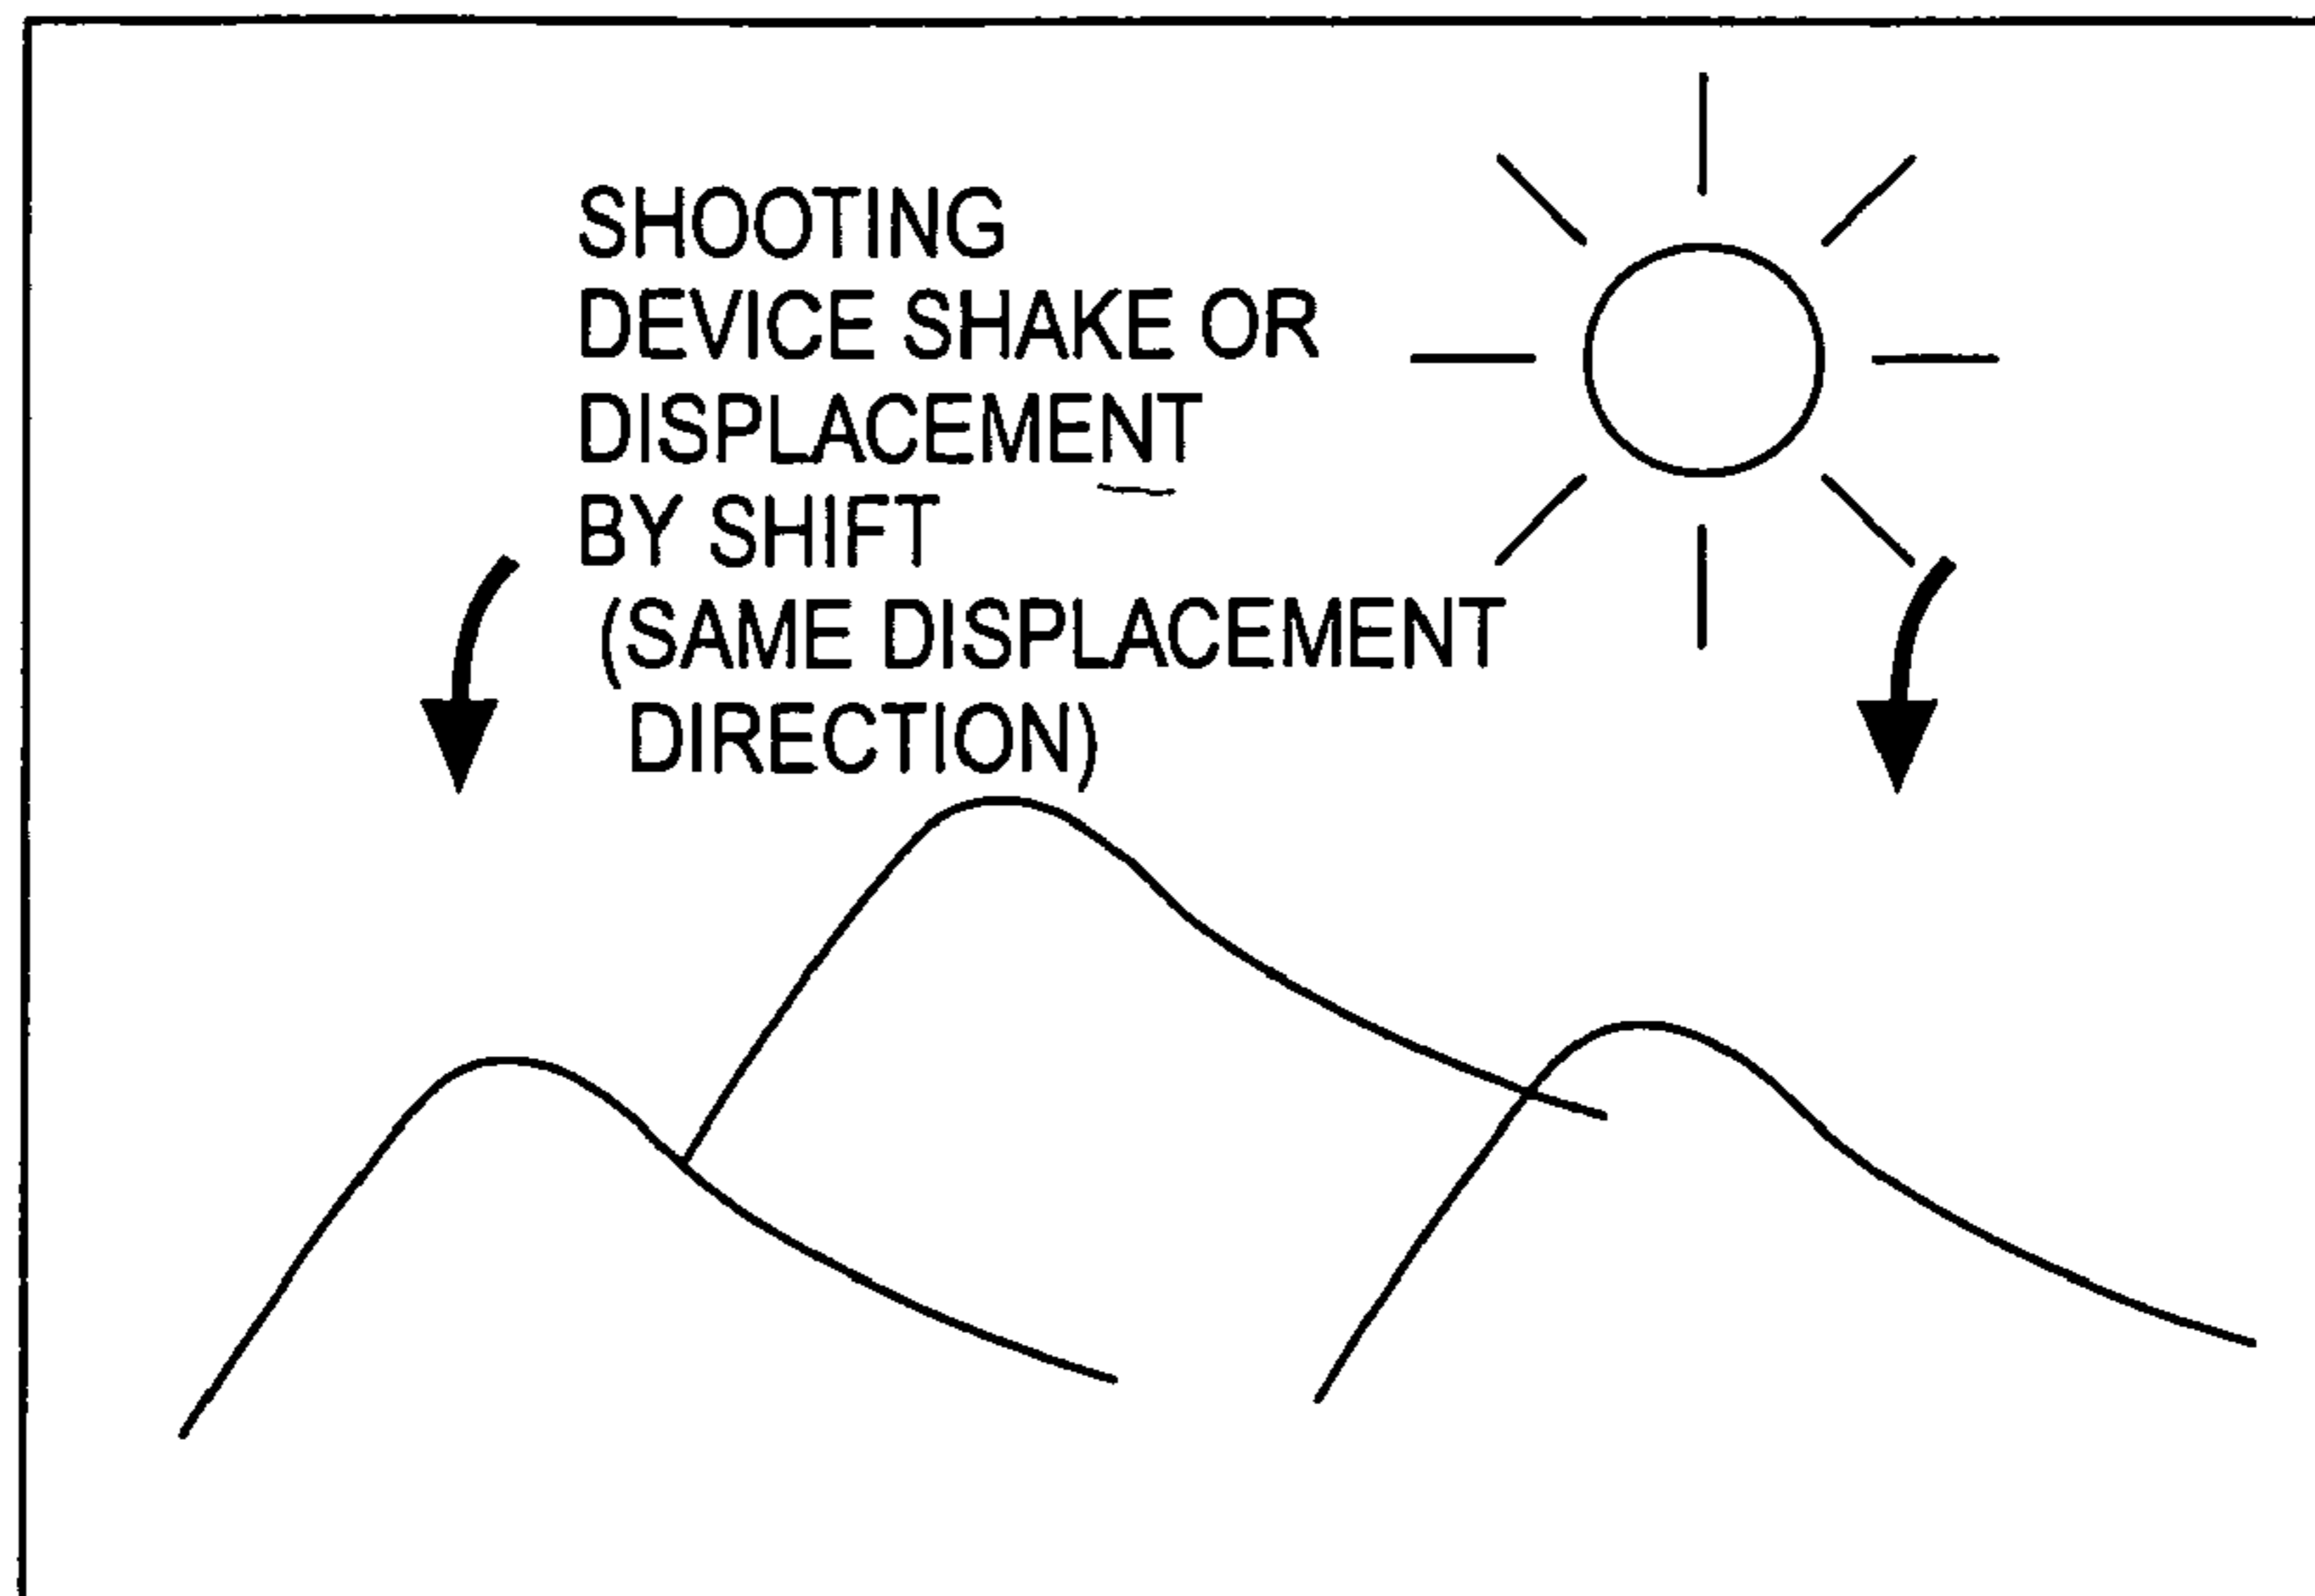 SHOOTING
DEVICE SHAKE OR
DISPLACEMENT
BY SHIFT
(SAME DISPLACEMENT
DIRECTION)